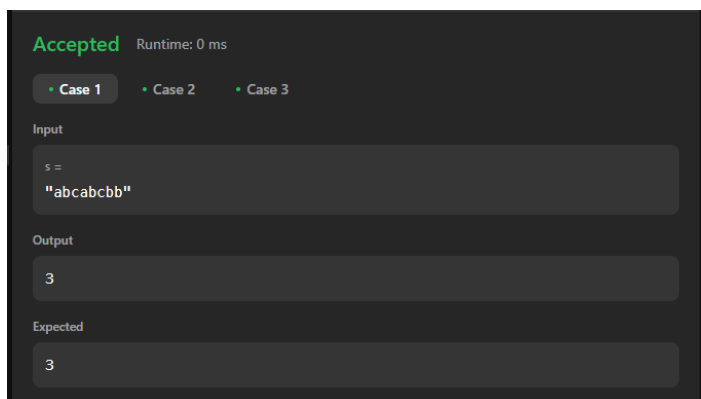 Accepted Runtime: 0 ms
• Case 1 • Case 2 • Case 3
Input
s =
"abcabcbb"
Output
3
Expected
3